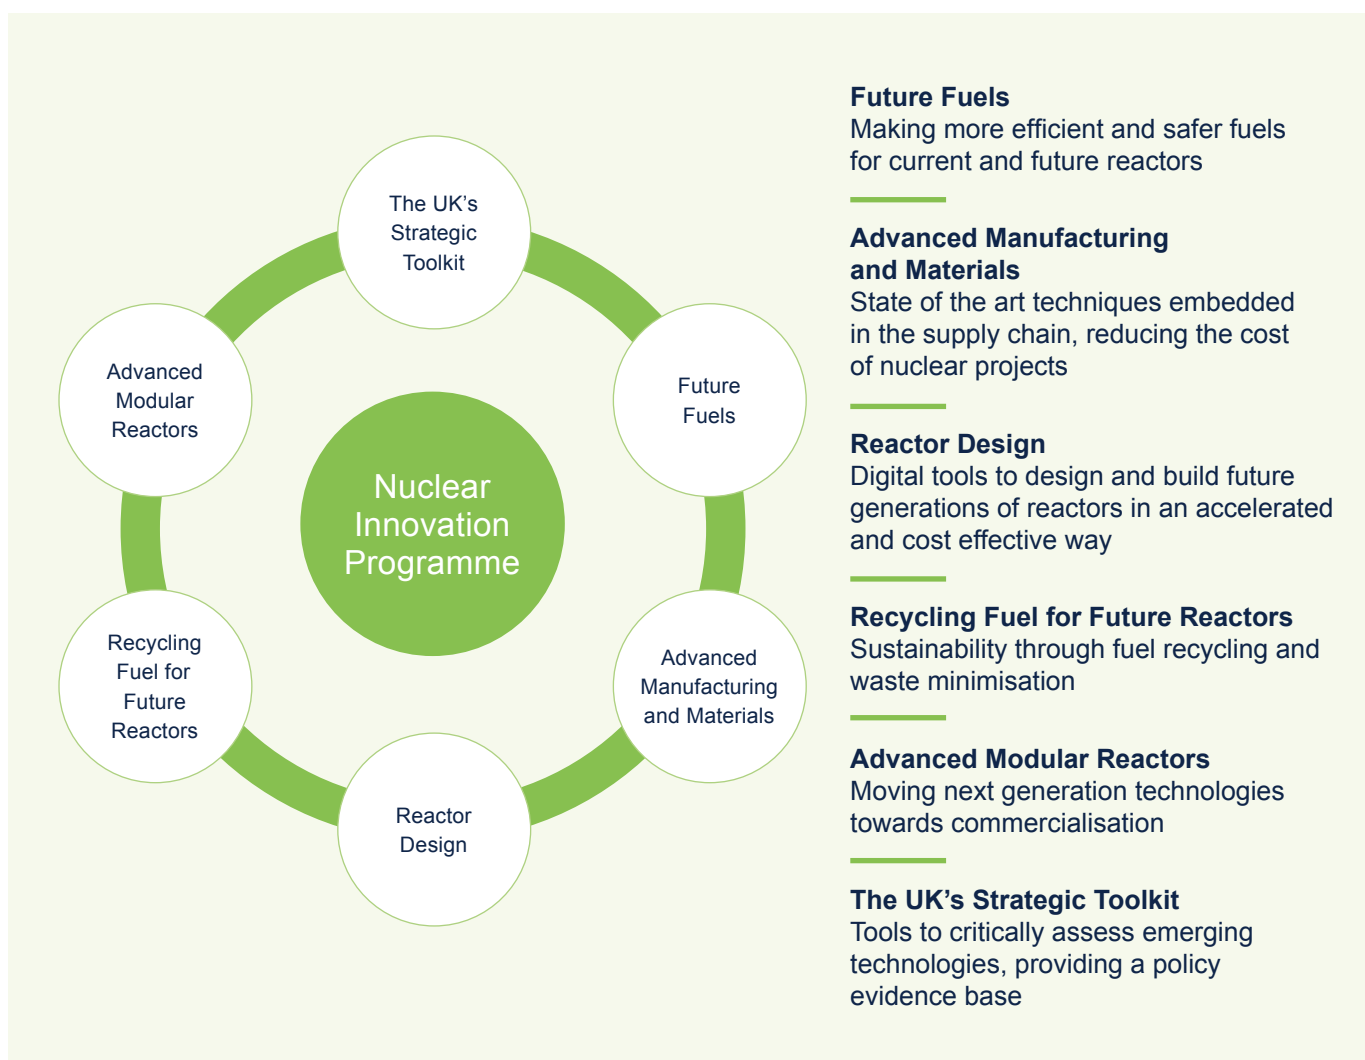 The UK’s
Strategic
Toolkit
Advanced
Modular
Reactors
Future
Fuels
Nuclear
Innovation
Programme
Recycling
Fuel for
Future
Reactors
Advanced
Manufacturing
and Materials
Reactor
Design
Future Fuels
Making more efficient and safer fuels
for current and future reactors
Advanced Manufacturing
and Materials
State of the art techniques embedded
in the supply chain, reducing the cost
of nuclear projects
Reactor Design
Digital tools to design and build future
generations of reactors in an accelerated
and cost effective way
Recycling Fuel for Future Reactors
Sustainability through fuel recycling and
waste minimisation
Advanced Modular Reactors
Moving next generation technologies
towards commercialisation
The UK’s Strategic Toolkit
Tools to critically assess emerging
technologies, providing a policy
evidence base